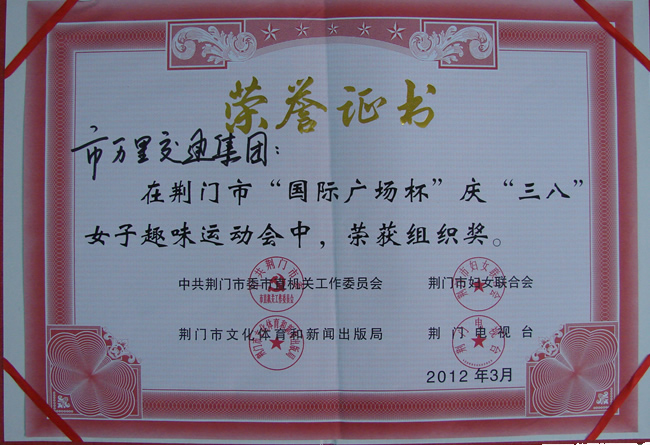 荣誉证书
市万里交通集团：
在荆门市“国际广场杯”庆“三八”
女子趣味运动会中，荣获组织奖。
中共荆门市委市直机关工作委员会
荆门市妇女联合会
荆门市文化体育和新闻出版局
荆门电视台
2012年3月